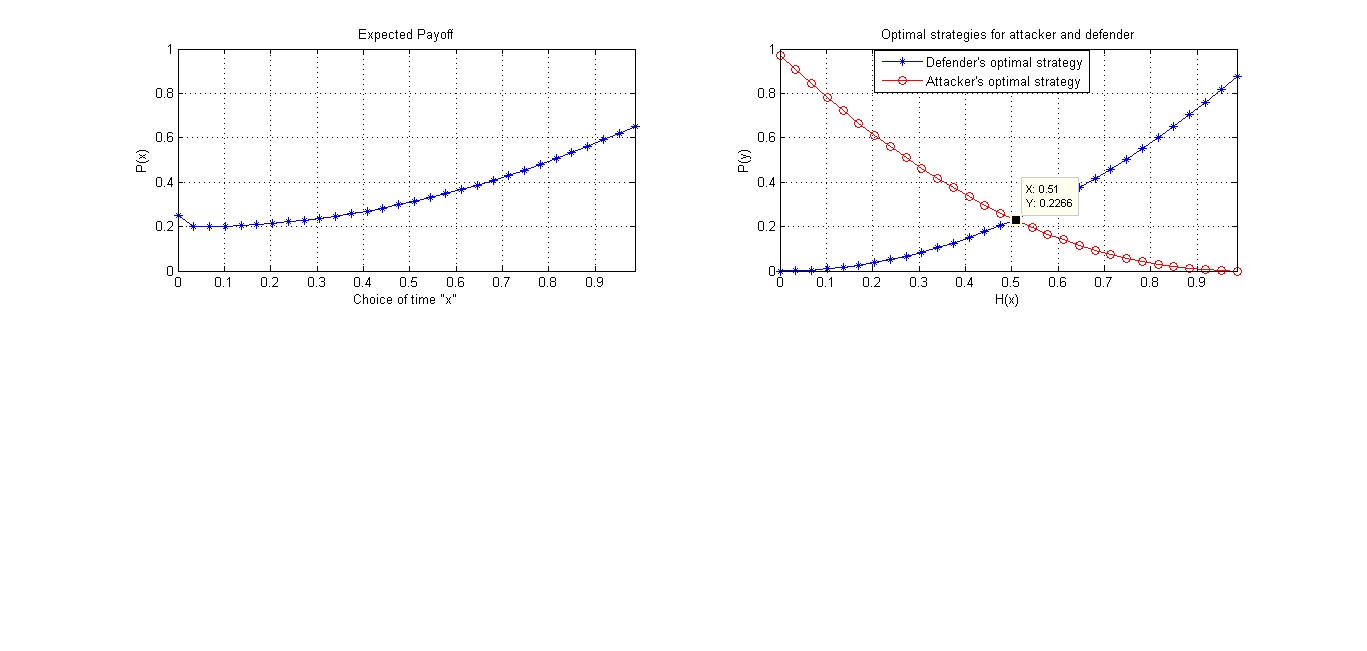 Expected Payoff
1
0.8
0.6
0.4
0.2
0
P(x)
0 0.1 0.2 0.3 0.4 0.5 0.6 0.7 0.8 0.9
Choice of time "x"
Optimal strategies for attacker and defender
Defender's optimal strategy
Attacker's optimal strategy
1
0.8
0.6
0.4
0.2
0
P(y)
X: 0.51
Y: 0.2266
0 0.1 0.2 0.3 0.4 0.5 0.6 0.7 0.8 0.9
H(x)